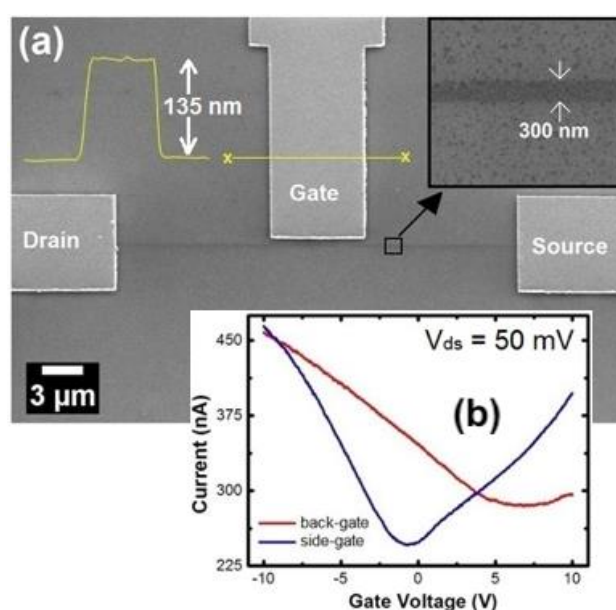 (a)
135 nm
300 nm
Gate
Drain
Source
3 µm
V_ds = 50 mV
(b)
450
375
300
225
Current (nA)
back-gate
side-gate
-10 -5 0 5 10
Gate Voltage (V)